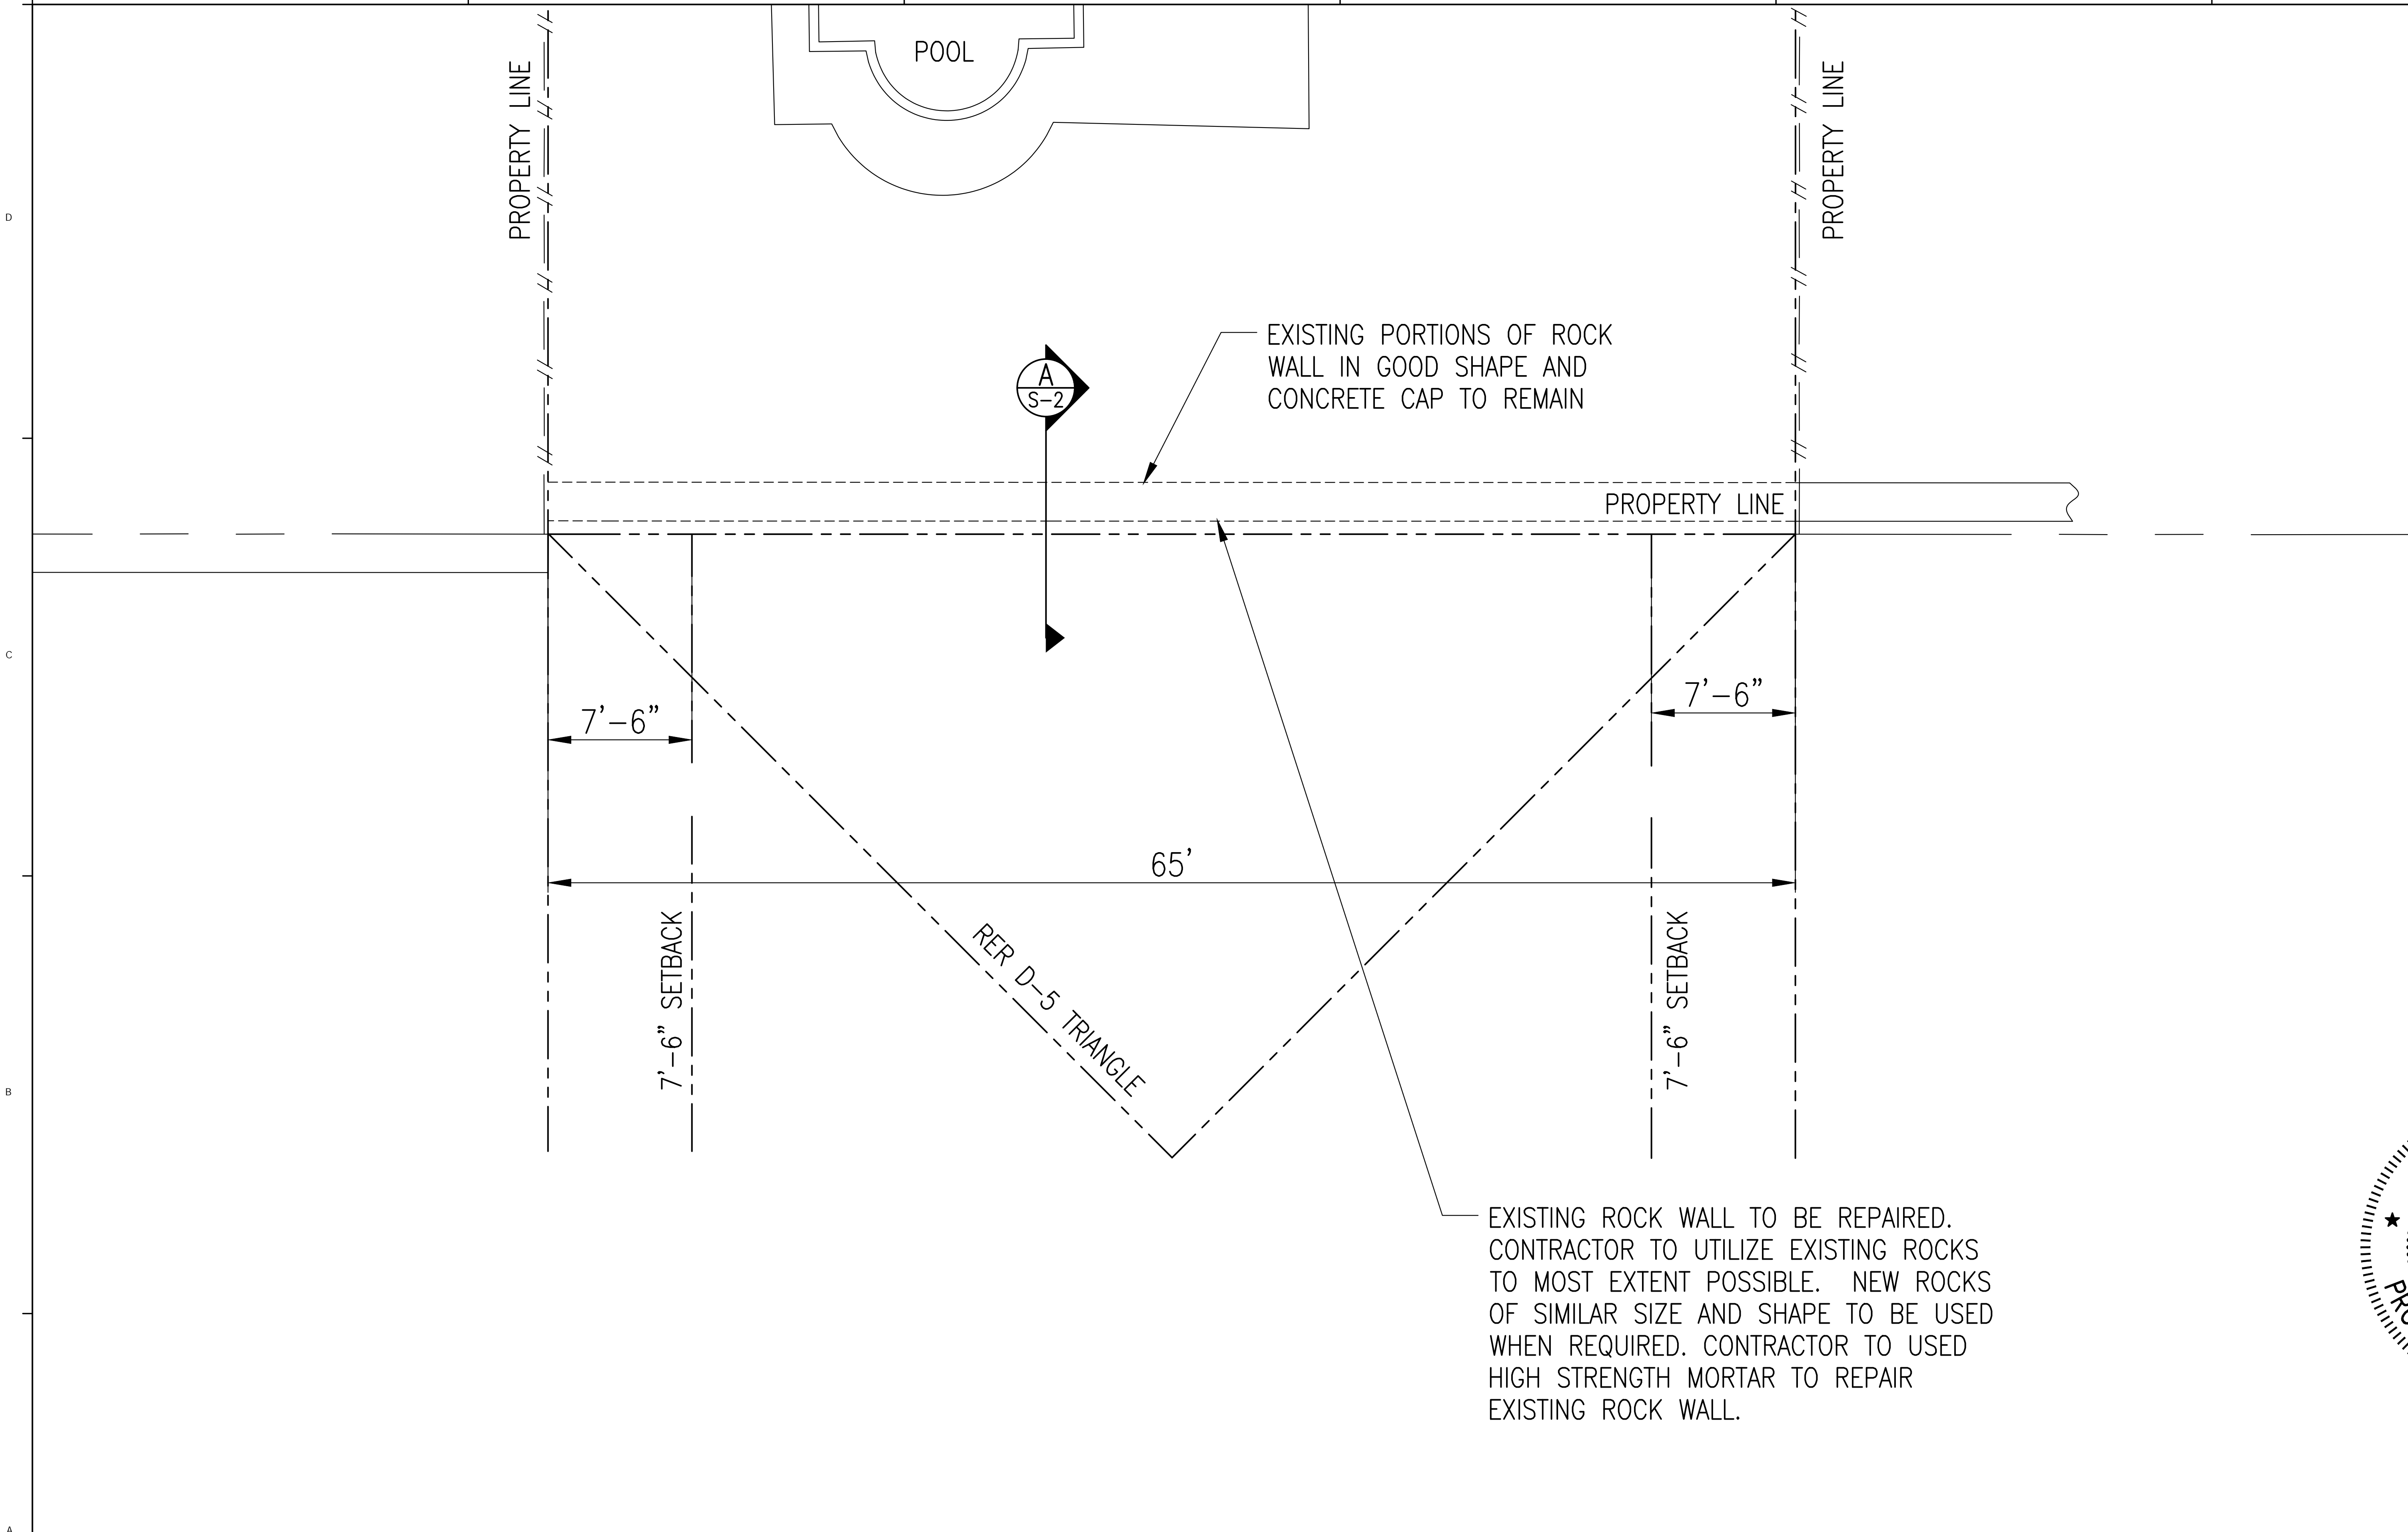 POOL
PROPERTY LINE
PROPERTY LINE
D
EXISTING PORTIONS OF ROCK
WALL IN GOOD SHAPE AND
CONCRETE CAP TO REMAIN
A
S-2
PROPERTY LINE
C
7'-6"
7'-6"
65'
7'-6" SETBACK
RER D-5 TRIANGLE
7'-6" SETBACK
B
EXISTING ROCK WALL TO BE REPAIRED.
CONTRACTOR TO UTILIZE EXISTING ROCKS
TO MOST EXTENT POSSIBLE. NEW ROCKS
OF SIMILAR SIZE AND SHAPE TO BE USED
WHEN REQUIRED. CONTRACTOR TO USED
HIGH STRENGTH MORTAR TO REPAIR
EXISTING ROCK WALL.
A